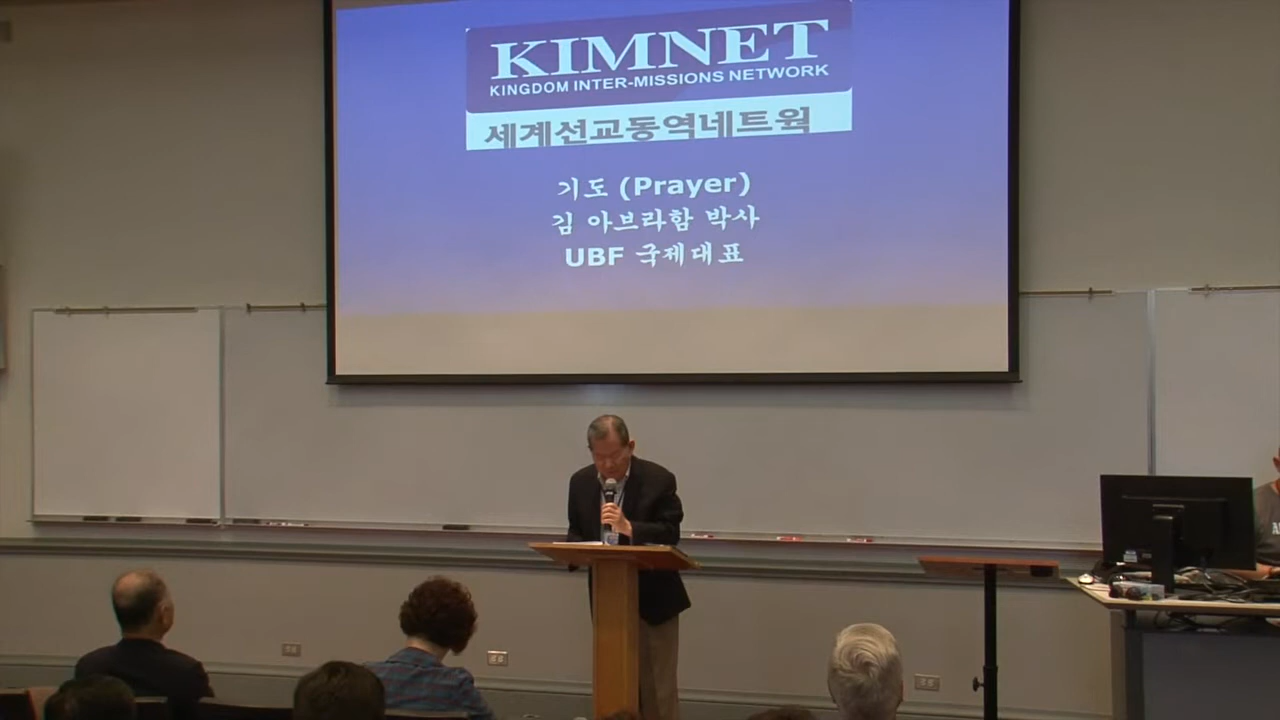 KIMNET
KINGDOM INTER-MISSIONS NETWORK
세계선교동역네트웍
기도 (Prayer)
김 아브라함 박사
UBF 국제대표